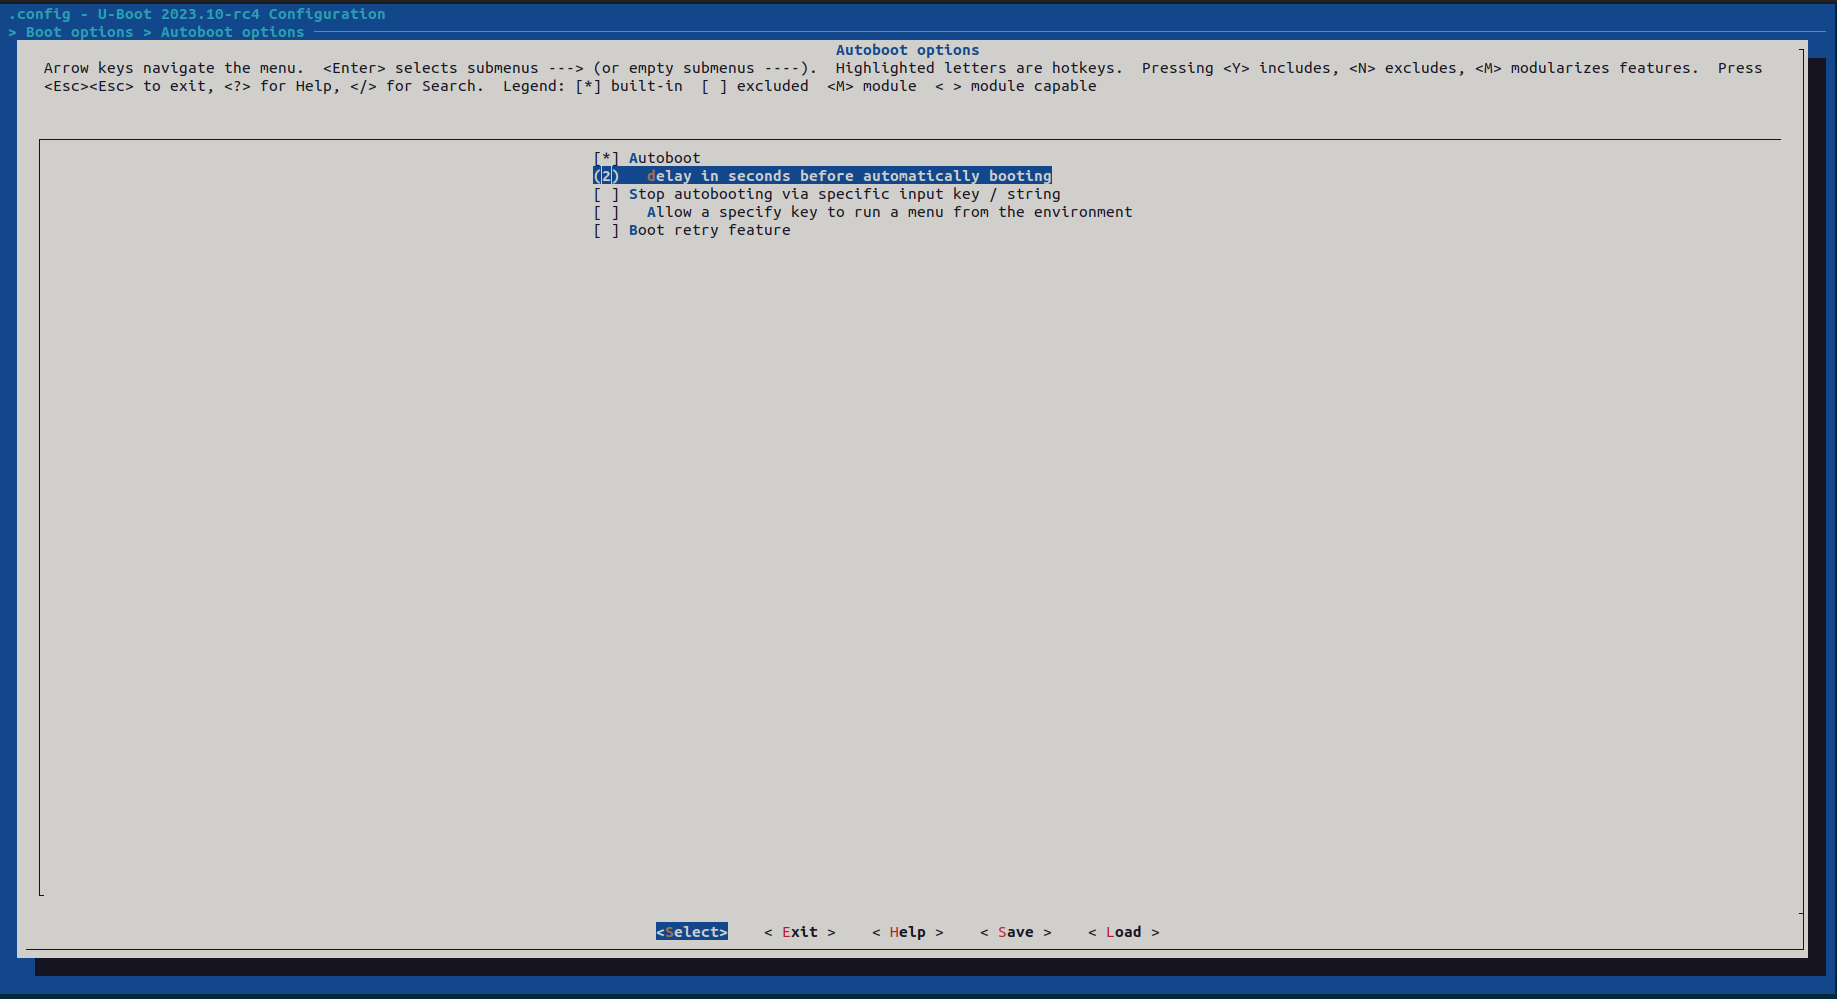 .config - U-Boot 2023.10-rc4 Configuration
> Boot options > Autoboot options
Autoboot options
Arrow keys navigate the menu.  <Enter> selects submenus ---> (or empty submenus ----).  Highlighted letters are hotkeys.  Pressing <Y> includes, <N> excludes, <M> modularizes features.  Press
<Esc><Esc> to exit, <?> for Help, </> for Search.  Legend: [*] built-in  [ ] excluded  <M> module  < > module capable
[*] Autoboot
(2)   delay in seconds before automatically booting
[ ] Stop autobooting via specific input key / string
[ ]   Allow a specify key to run a menu from the environment
[ ] Boot retry feature
<Select>    < Exit >    < Help >    < Save >    < Load >